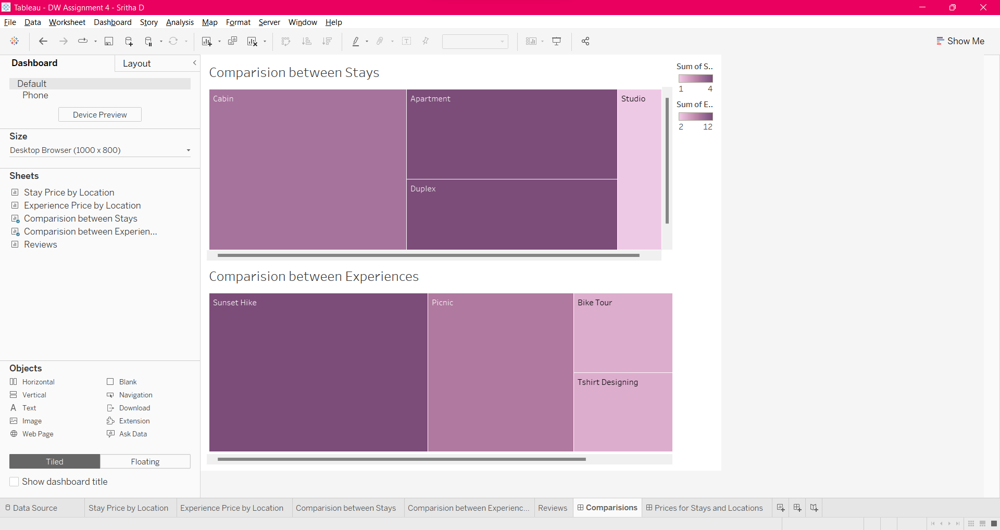 Tableau - DW Assignment 4 - Sritha D
File Data Worksheet Dashboard Story Analysis Map Format Server Window Help
Show Me
Dashboard Layout
Default
Phone
Device Preview
Size
Desktop Browser (1000 x 800)
Sheets
Stay Price by Location
Experience Price by Location
Comparision between Stays
Comparision between Experien...
Reviews
Objects
Horizontal Blank
Vertical Navigation
Text Download
Image Extension
Web Page Ask Data
Tiled Floating
Show dashboard title
Comparision between Stays
Cabin
Apartment
Duplex
Studio
Sum of S..
1 4
Sum of E..
2 12
Comparision between Experiences
Sunset Hike
Picnic
Bike Tour
Tshirt Designing
Data Source Stay Price by Location Experience Price by Location Comparision between Stays Comparision between Experienc... Reviews Comparisions Prices for Stays and Locations